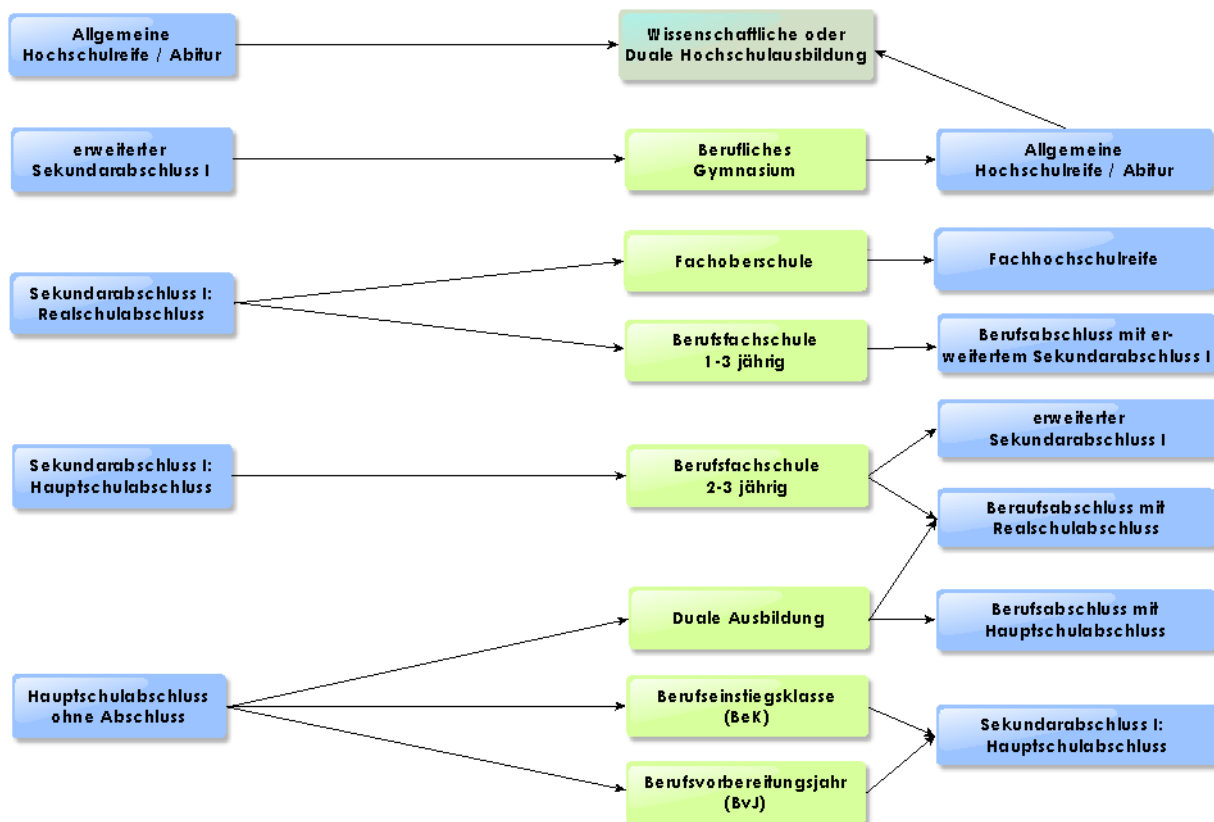 Allgemeine
Hochschulreife / Abitur
Wissenschaftliche oder
Duale Hochschulausbildung
erweiterter
Sekundarabschluss I
Berufliches
Gymnasium
Allgemeine
Hochschulreife / Abitur
Sekundarabschluss I:
Realschulabschluss
Fachoberschule
Fachhochschulreife
Berufsfachschule
1-3 jährig
Berufsabschluss mit er-
weitertem Sekundarabschluss I
Sekundarabschluss I:
Hauptschulabschluss
Berufsfachschule
2-3 jährig
erweiterter
Sekundarabschluss I
Beraufsabschluss mit
Realschulabschluss
Hauptschulabschluss
ohne Abschluss
Duale Ausbildung
Berufsabschluss mit
Hauptschulabschluss
Berufseinstiegsklasse
(BeK)
Berufsvorbereitungsjahr
(BvJ)
Sekundarabschluss I:
Hauptschulabschluss